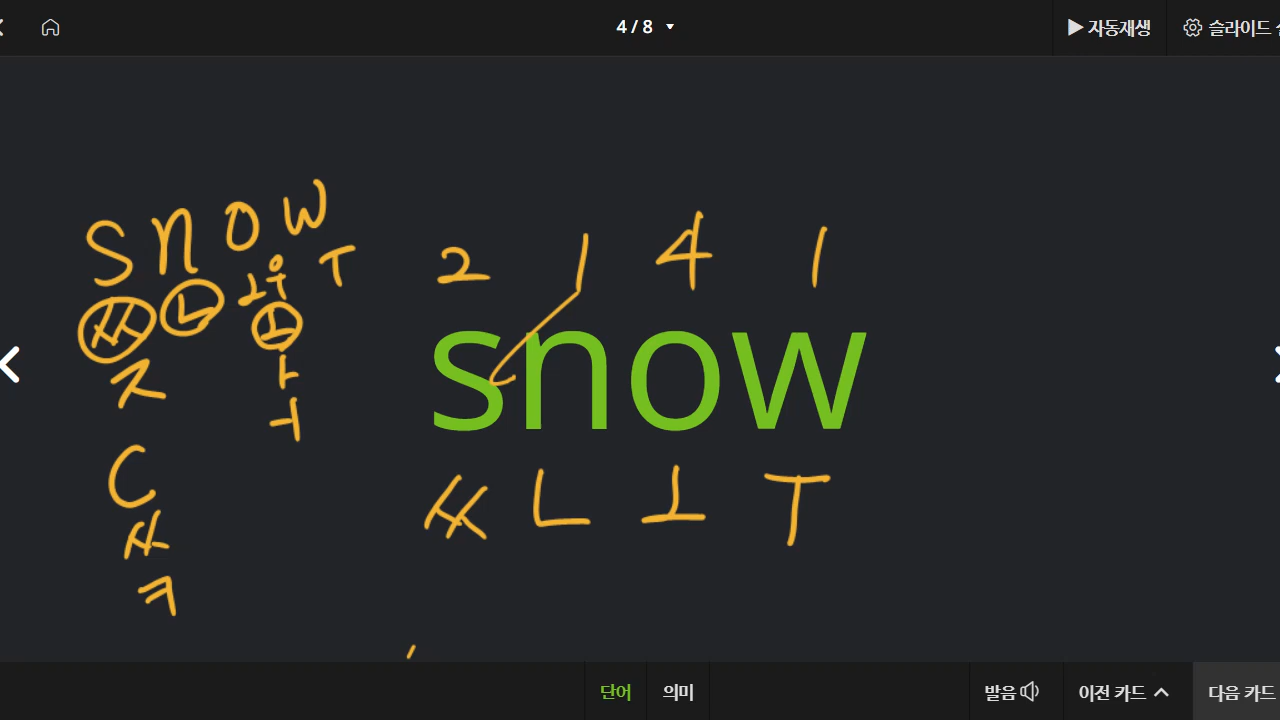 4 / 8
자동재생
슬라이드
snow
ㅆ ㄴ ㅜ
ㅈ ㅗ
ㅏ
ㅓ
c
ㅆ
ㅋ
2 1 4 1
snow
ㅆ ㄴ ㅗ ㅜ
단어 의미 발음 이전 카드 다음 카드